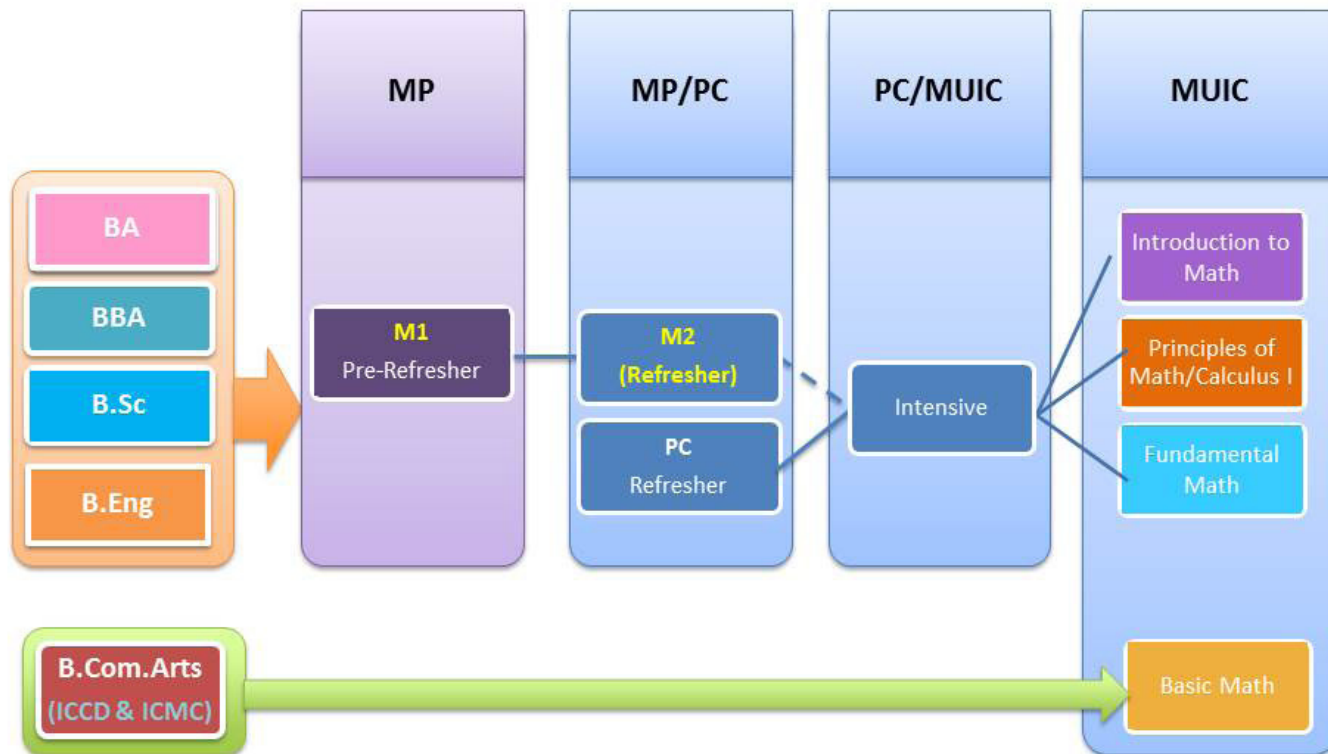 MP
MP/PC
PC/MUIC
MUIC
BA
BBA
B.Sc
B.Eng
M1
Pre-Refresher
M2
(Refresher)
PC
Refresher
Intensive
Introduction to
Math
Principles of
Math/Calculus I
Fundamental
Math
B.Com.Arts
(ICCD & ICMC)
Basic Math